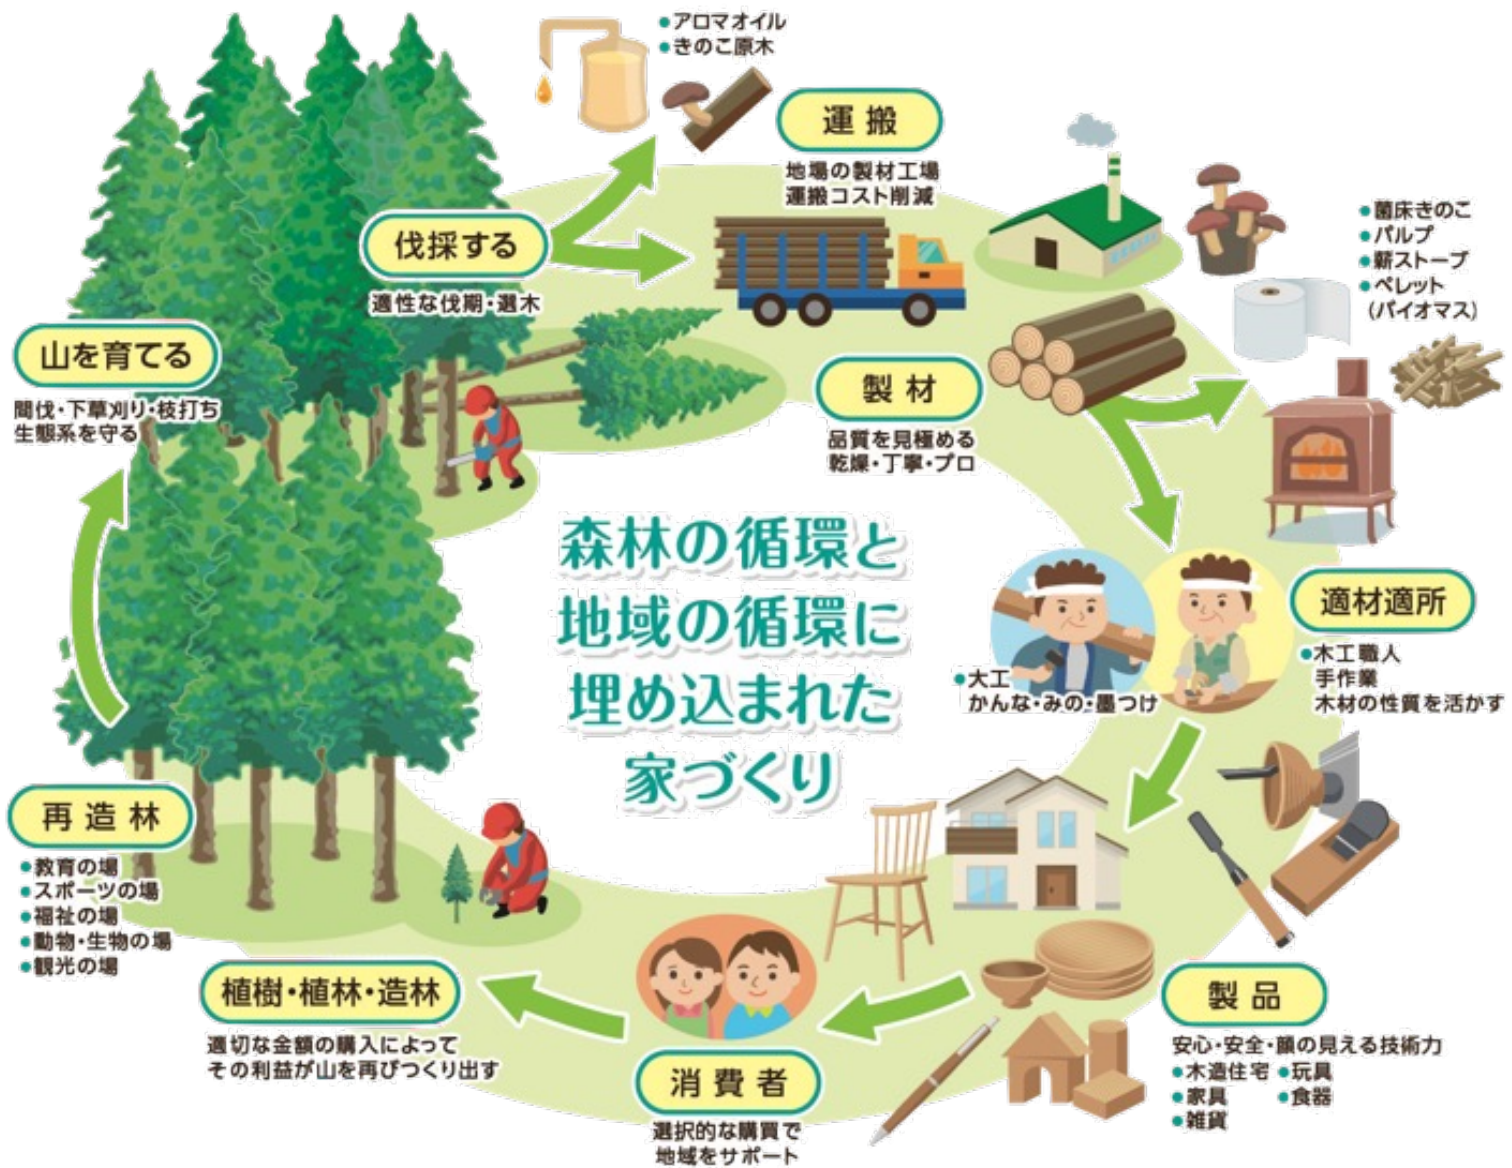 アロマオイル
きのこ原木
運搬
地場の製材工場
運搬コスト削減
伐採する
適性な伐期・選木
菌床きのこ
パルプ
薪ストーブ
ペレット
(バイオマス)
山を育てる
間伐・下草刈り・枝打ち
生態系を守る
製材
品質を見極める
乾燥・丁寧・プロ
森林の循環と
地域の循環に
埋め込まれた
家づくり
適材適所
木工職人
手作業
木材の性質を活かす
大工
かんな・みの・墨つけ
再造林
教育の場
スポーツの場
福祉の場
動物・生物の場
観光の場
植樹・植林・造林
適切な金額の購入によって
その利益が山を再びつくり出す
消費者
選択的な購買で
地域をサポート
製品
安心・安全・顔の見える技術力
木造住宅 玩具
家具 食器
雑貨